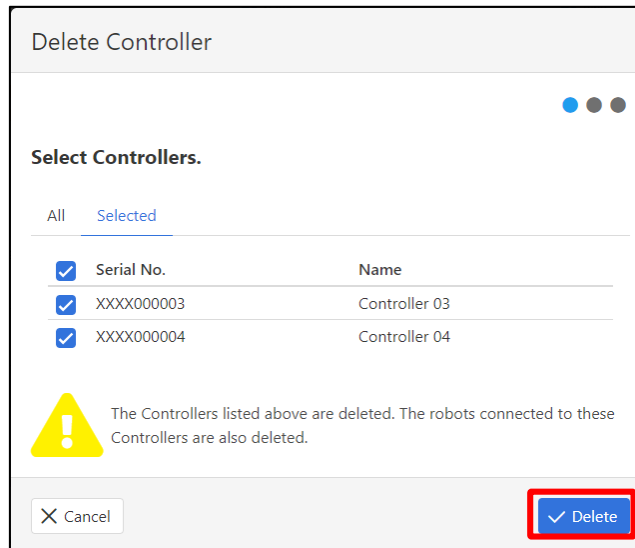 Delete Controller
Select Controllers.
All Selected
Serial No. Name
XXXX000003 Controller 03
XXXX000004 Controller 04
The Controllers listed above are deleted. The robots connected to these
Controllers are also deleted.
Cancel Delete